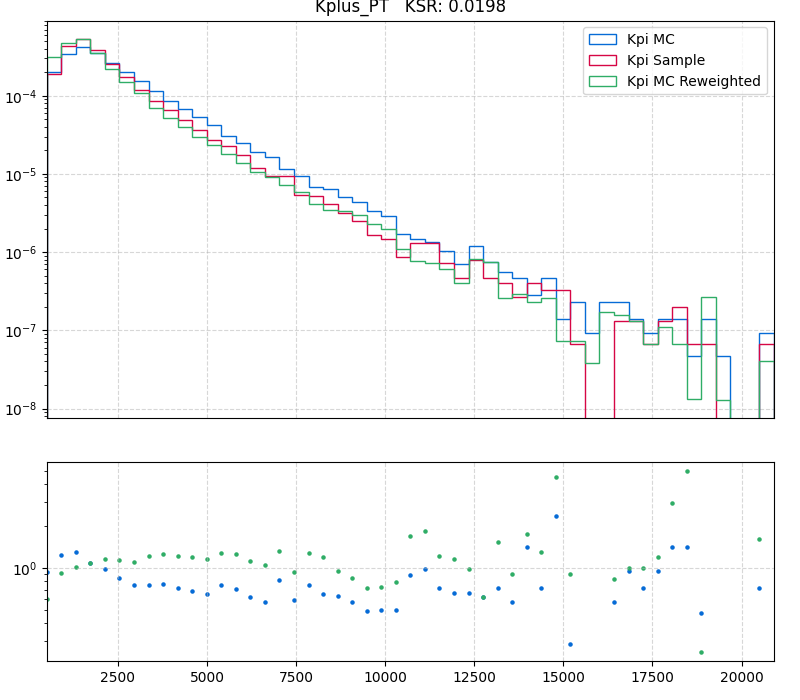 Kplus_PT   KSR: 0.0198
Kpi MC
Kpi Sample
Kpi MC Reweighted
10⁻⁴
10⁻⁵
10⁻⁶
10⁻⁷
10⁻⁸
10⁰
2500 5000 7500 10000 12500 15000 17500 20000